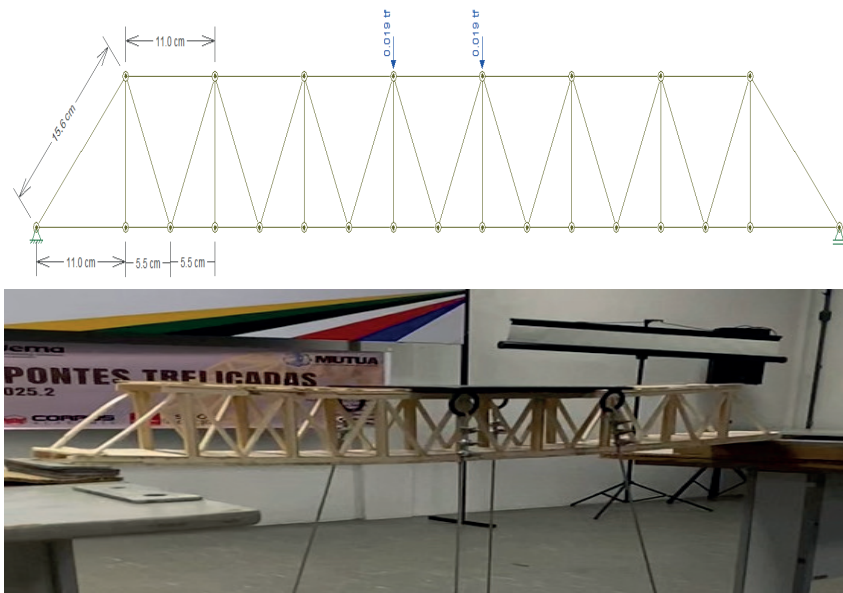 0.019 tf
0.019 tf
11.0 cm
15.6 cm
11.0 cm
5.5 cm
5.5 cm
MUTUA
PONTES TRELIÇADAS
025.2
CORPUS